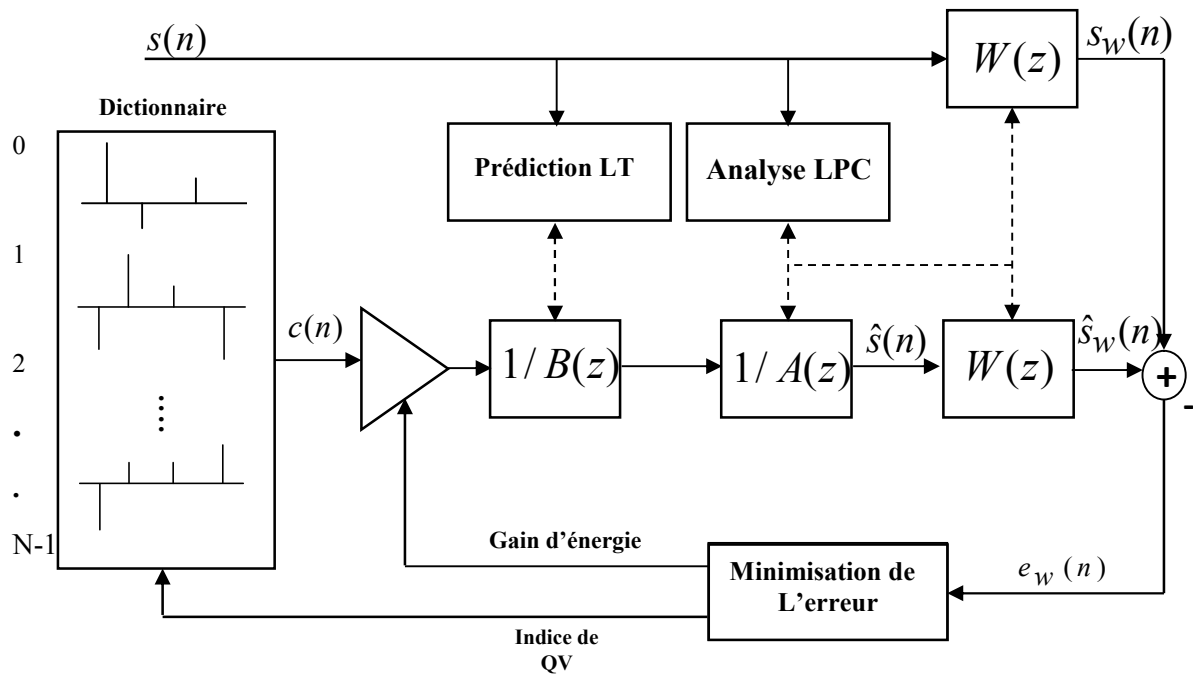 s(n)
W(z)
s_w(n)
Dictionnaire
0
1
2
.
.
N-1
Prédiction LT
Analyse LPC
c(n)
1/ B(z)
1/ A(z)
ŝ(n)
W(z)
ŝ_w(n)
+
-
Gain d’énergie
Minimisation de
L’erreur
e_w (n)
Indice de
QV